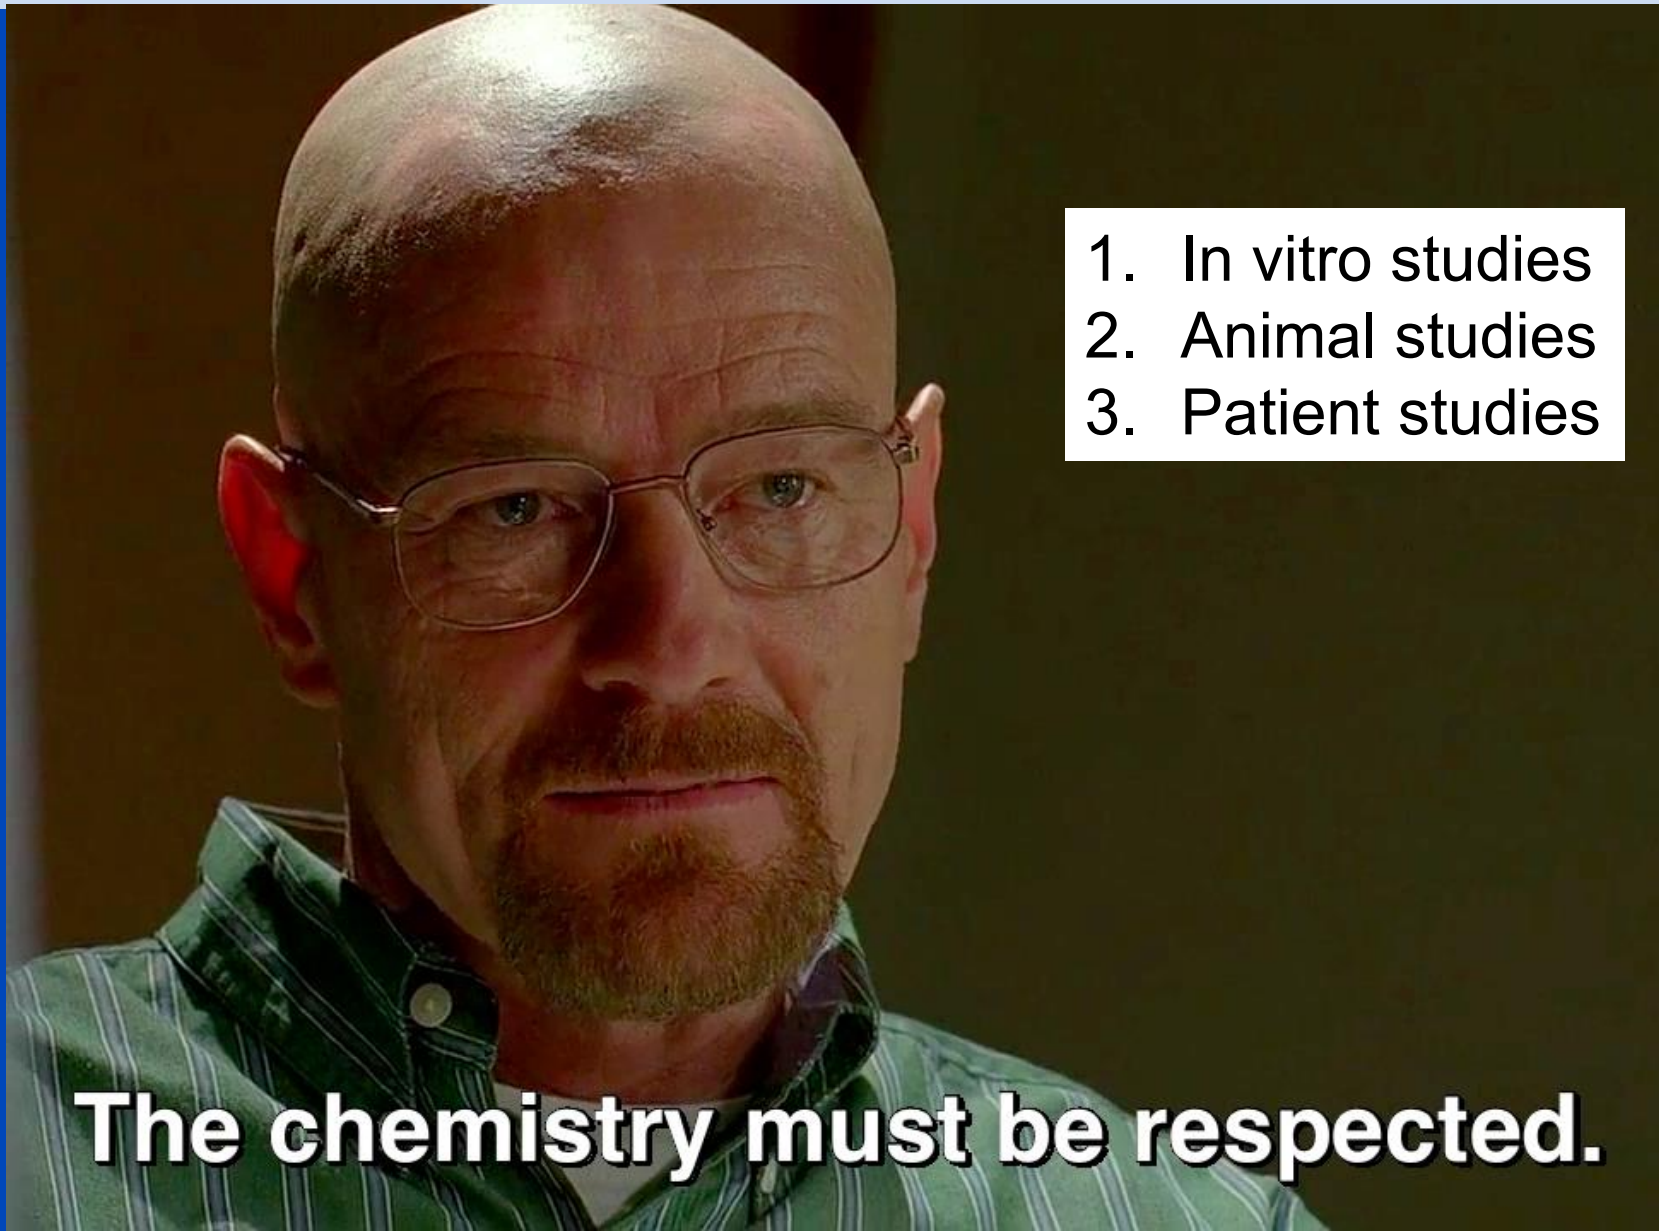 1. In vitro studies
2. Animal studies
3. Patient studies
The chemistry must be respected.